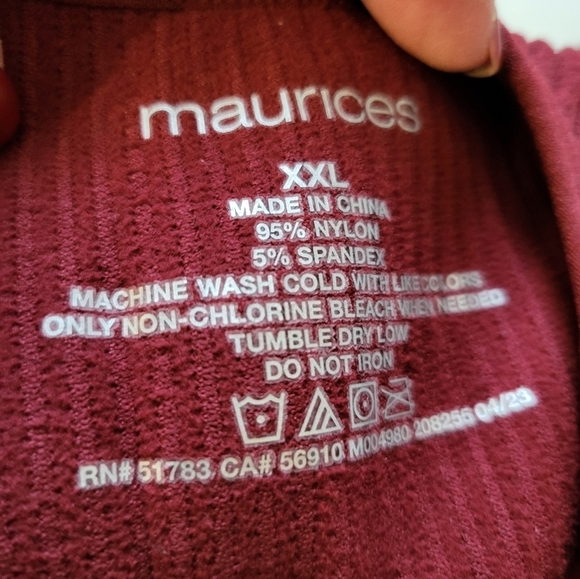 maurices
XXL
MADE IN CHINA
95% NYLON
5% SPANDEX
MACHINE WASH COLD WITH LIKE COLORS
ONLY NON-CHLORINE BLEACH WHEN NEEDED
TUMBLE DRY LOW
DO NOT IRON
RN# 51783 CA# 56910 M004980 208255 04/23